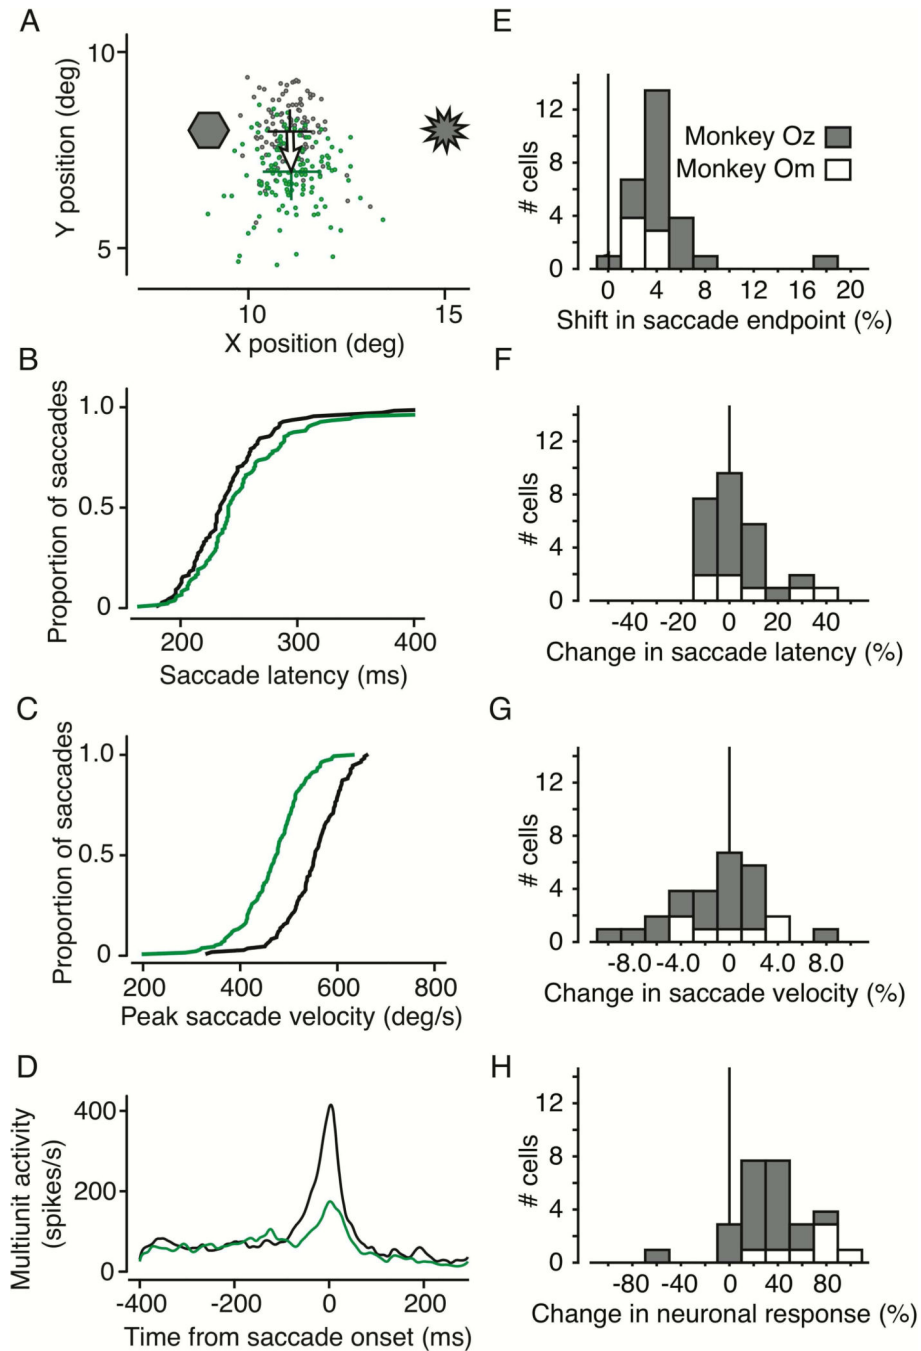 A
Y position (deg)
10
5
10 15
X position (deg)
B
Proportion of saccades
1.0
0.5
0
200 300 400
Saccade latency (ms)
C
Proportion of saccades
1.0
0.5
0
200 400 600 800
Peak saccade velocity (deg/s)
D
Multiunit activity
(spikes/s)
400
200
0
-400 -200 0 200
Time from saccade onset (ms)
E
# cells
12
8
4
0
Monkey Oz
Monkey Om
0 4 8 12 16 20
Shift in saccade endpoint (%)
F
# cells
12
8
4
0
-40 -20 0 20 40
Change in saccade latency (%)
G
# cells
12
8
4
0
-8.0 -4.0 0 4.0 8.0
Change in saccade velocity (%)
H
# cells
12
8
4
0
-80 -40 0 40 80
Change in neuronal response (%)